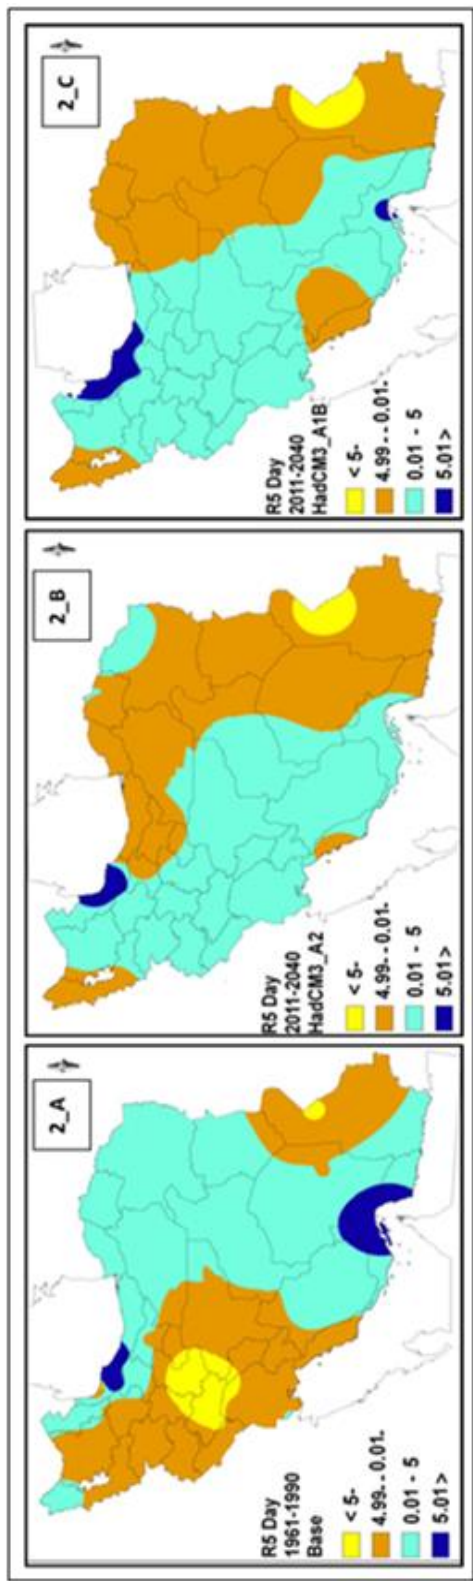 2_A
R5 Day
1961-1990
Base
< 5-
4.99- - 0.01-
0.01 - 5
5.01 >
2_B
R5 Day
2011-2040
HadCM3_A2
< 5-
4.99- - 0.01-
0.01 - 5
5.01 >
2_C
R5 Day
2011-2040
HadCM3_A1B
< 5-
4.99- - 0.01-
0.01 - 5
5.01 >